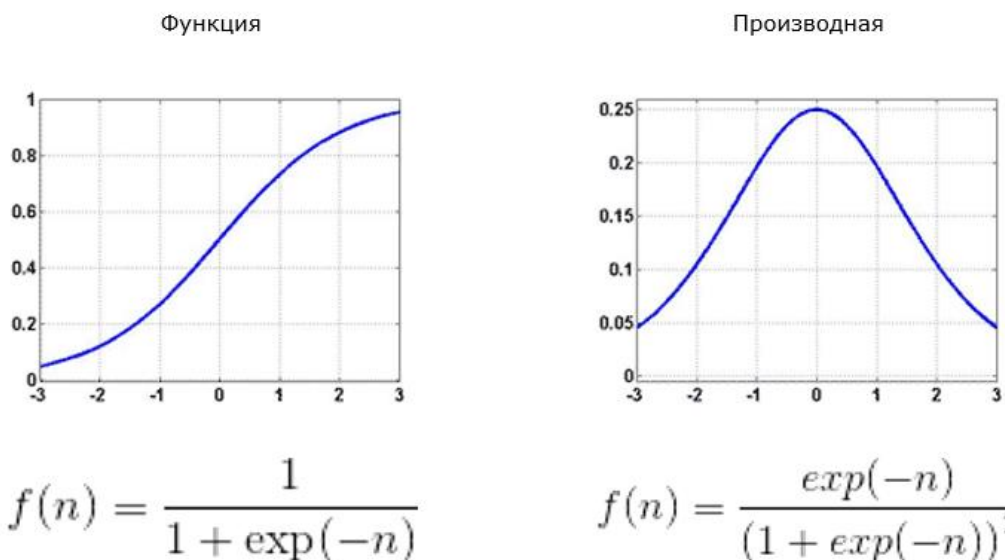 Функция
Производная
1
0.8
0.6
0.4
0.2
0
-3 -2 -1 0 1 2 3
0.25
0.2
0.15
0.1
0.05
0
-3 -2 -1 0 1 2 3
f(n) = 1 / (1 + exp(−n))
f(n) = exp(−n) / (1 + exp(−n))